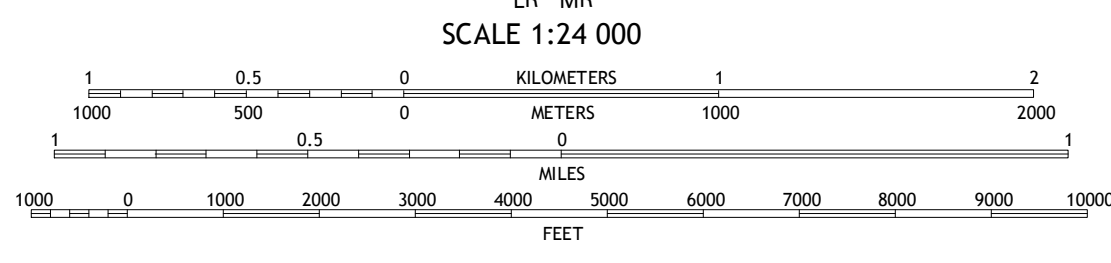 SCALE 1:24 000
1 0.5 0 KILOMETERS 1 2
1000 500 0 METERS 1000 2000
1 0.5 0 1
MILES
1000 0 1000 2000 3000 4000 5000 6000 7000 8000 9000 10000
FEET